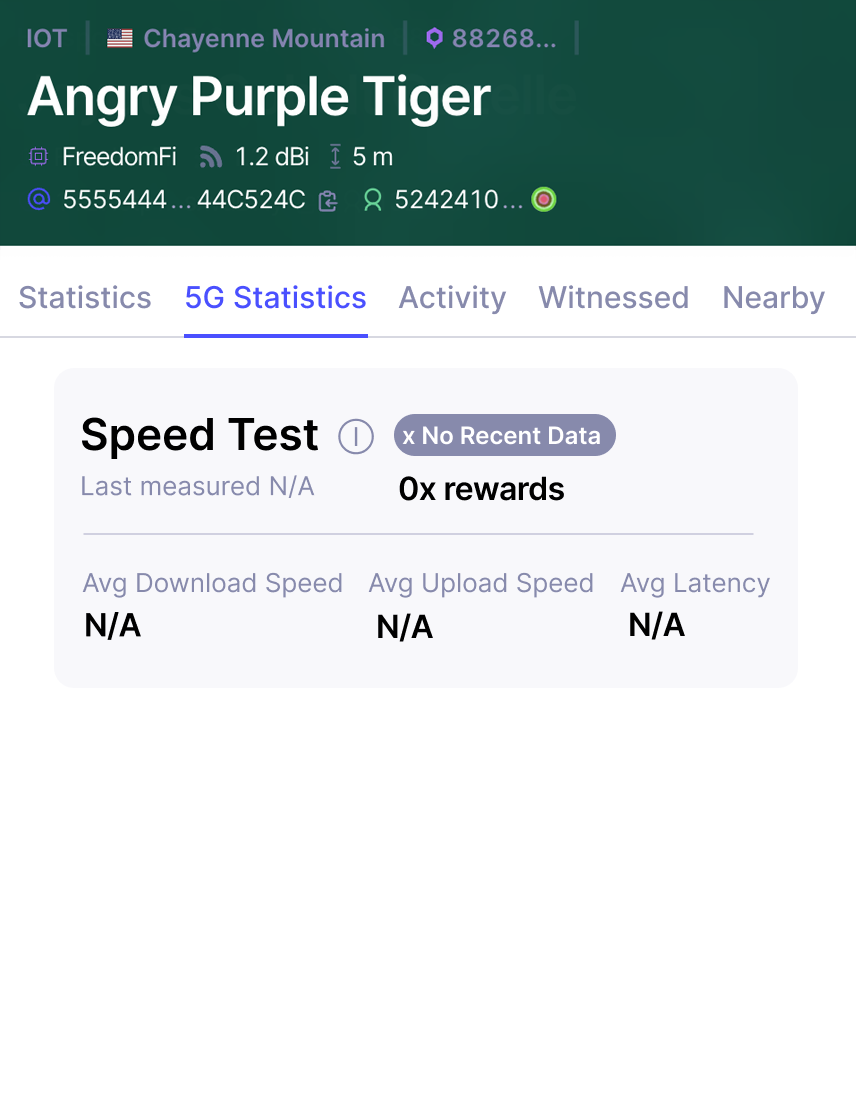 IOT | Chayenne Mountain | 88268... |
Angry Purple Tiger
FreedomFi 1.2 dBi 5 m
5555444...44C524C 5242410...
Statistics 5G Statistics Activity Witnessed Nearby
Speed Test x No Recent Data
Last measured N/A 0x rewards
Avg Download Speed Avg Upload Speed Avg Latency
N/A N/A N/A